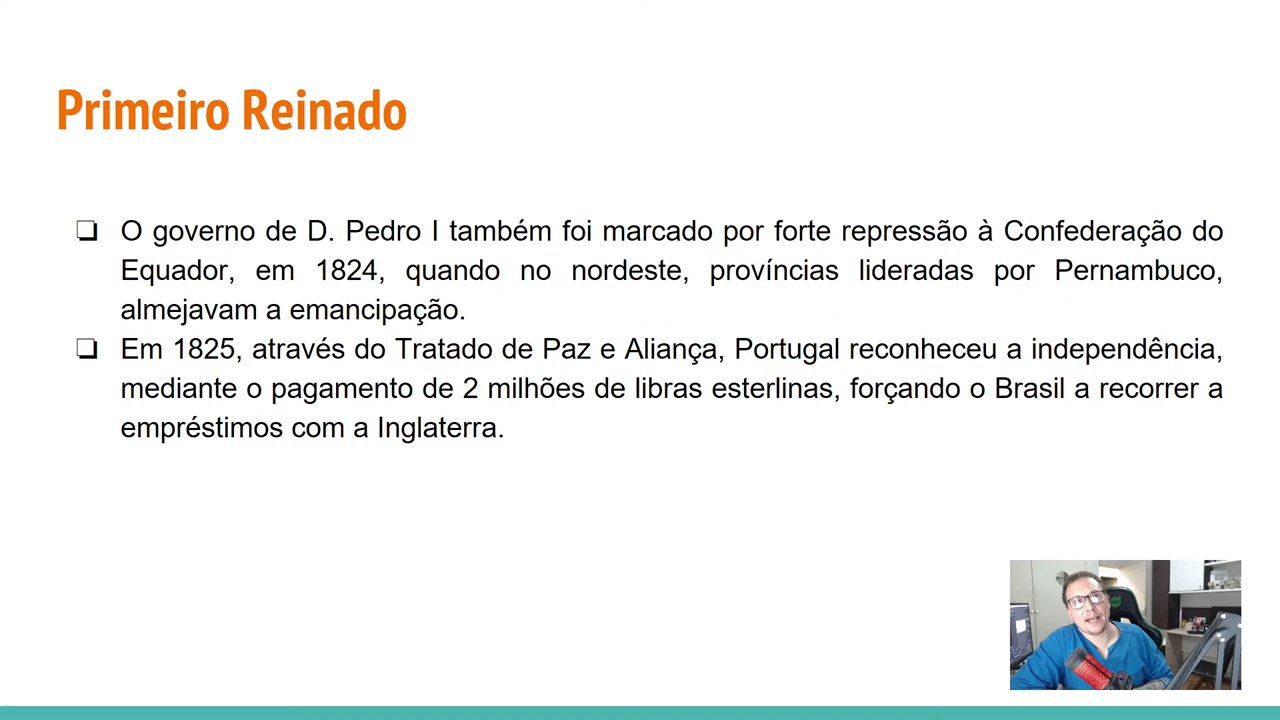 Primeiro Reinado
❏ O governo de D. Pedro I também foi marcado por forte repressão à Confederação do
Equador, em 1824, quando no nordeste, províncias lideradas por Pernambuco,
almejavam a emancipação.
❏ Em 1825, através do Tratado de Paz e Aliança, Portugal reconheceu a independência,
mediante o pagamento de 2 milhões de libras esterlinas, forçando o Brasil a recorrer a
empréstimos com a Inglaterra.